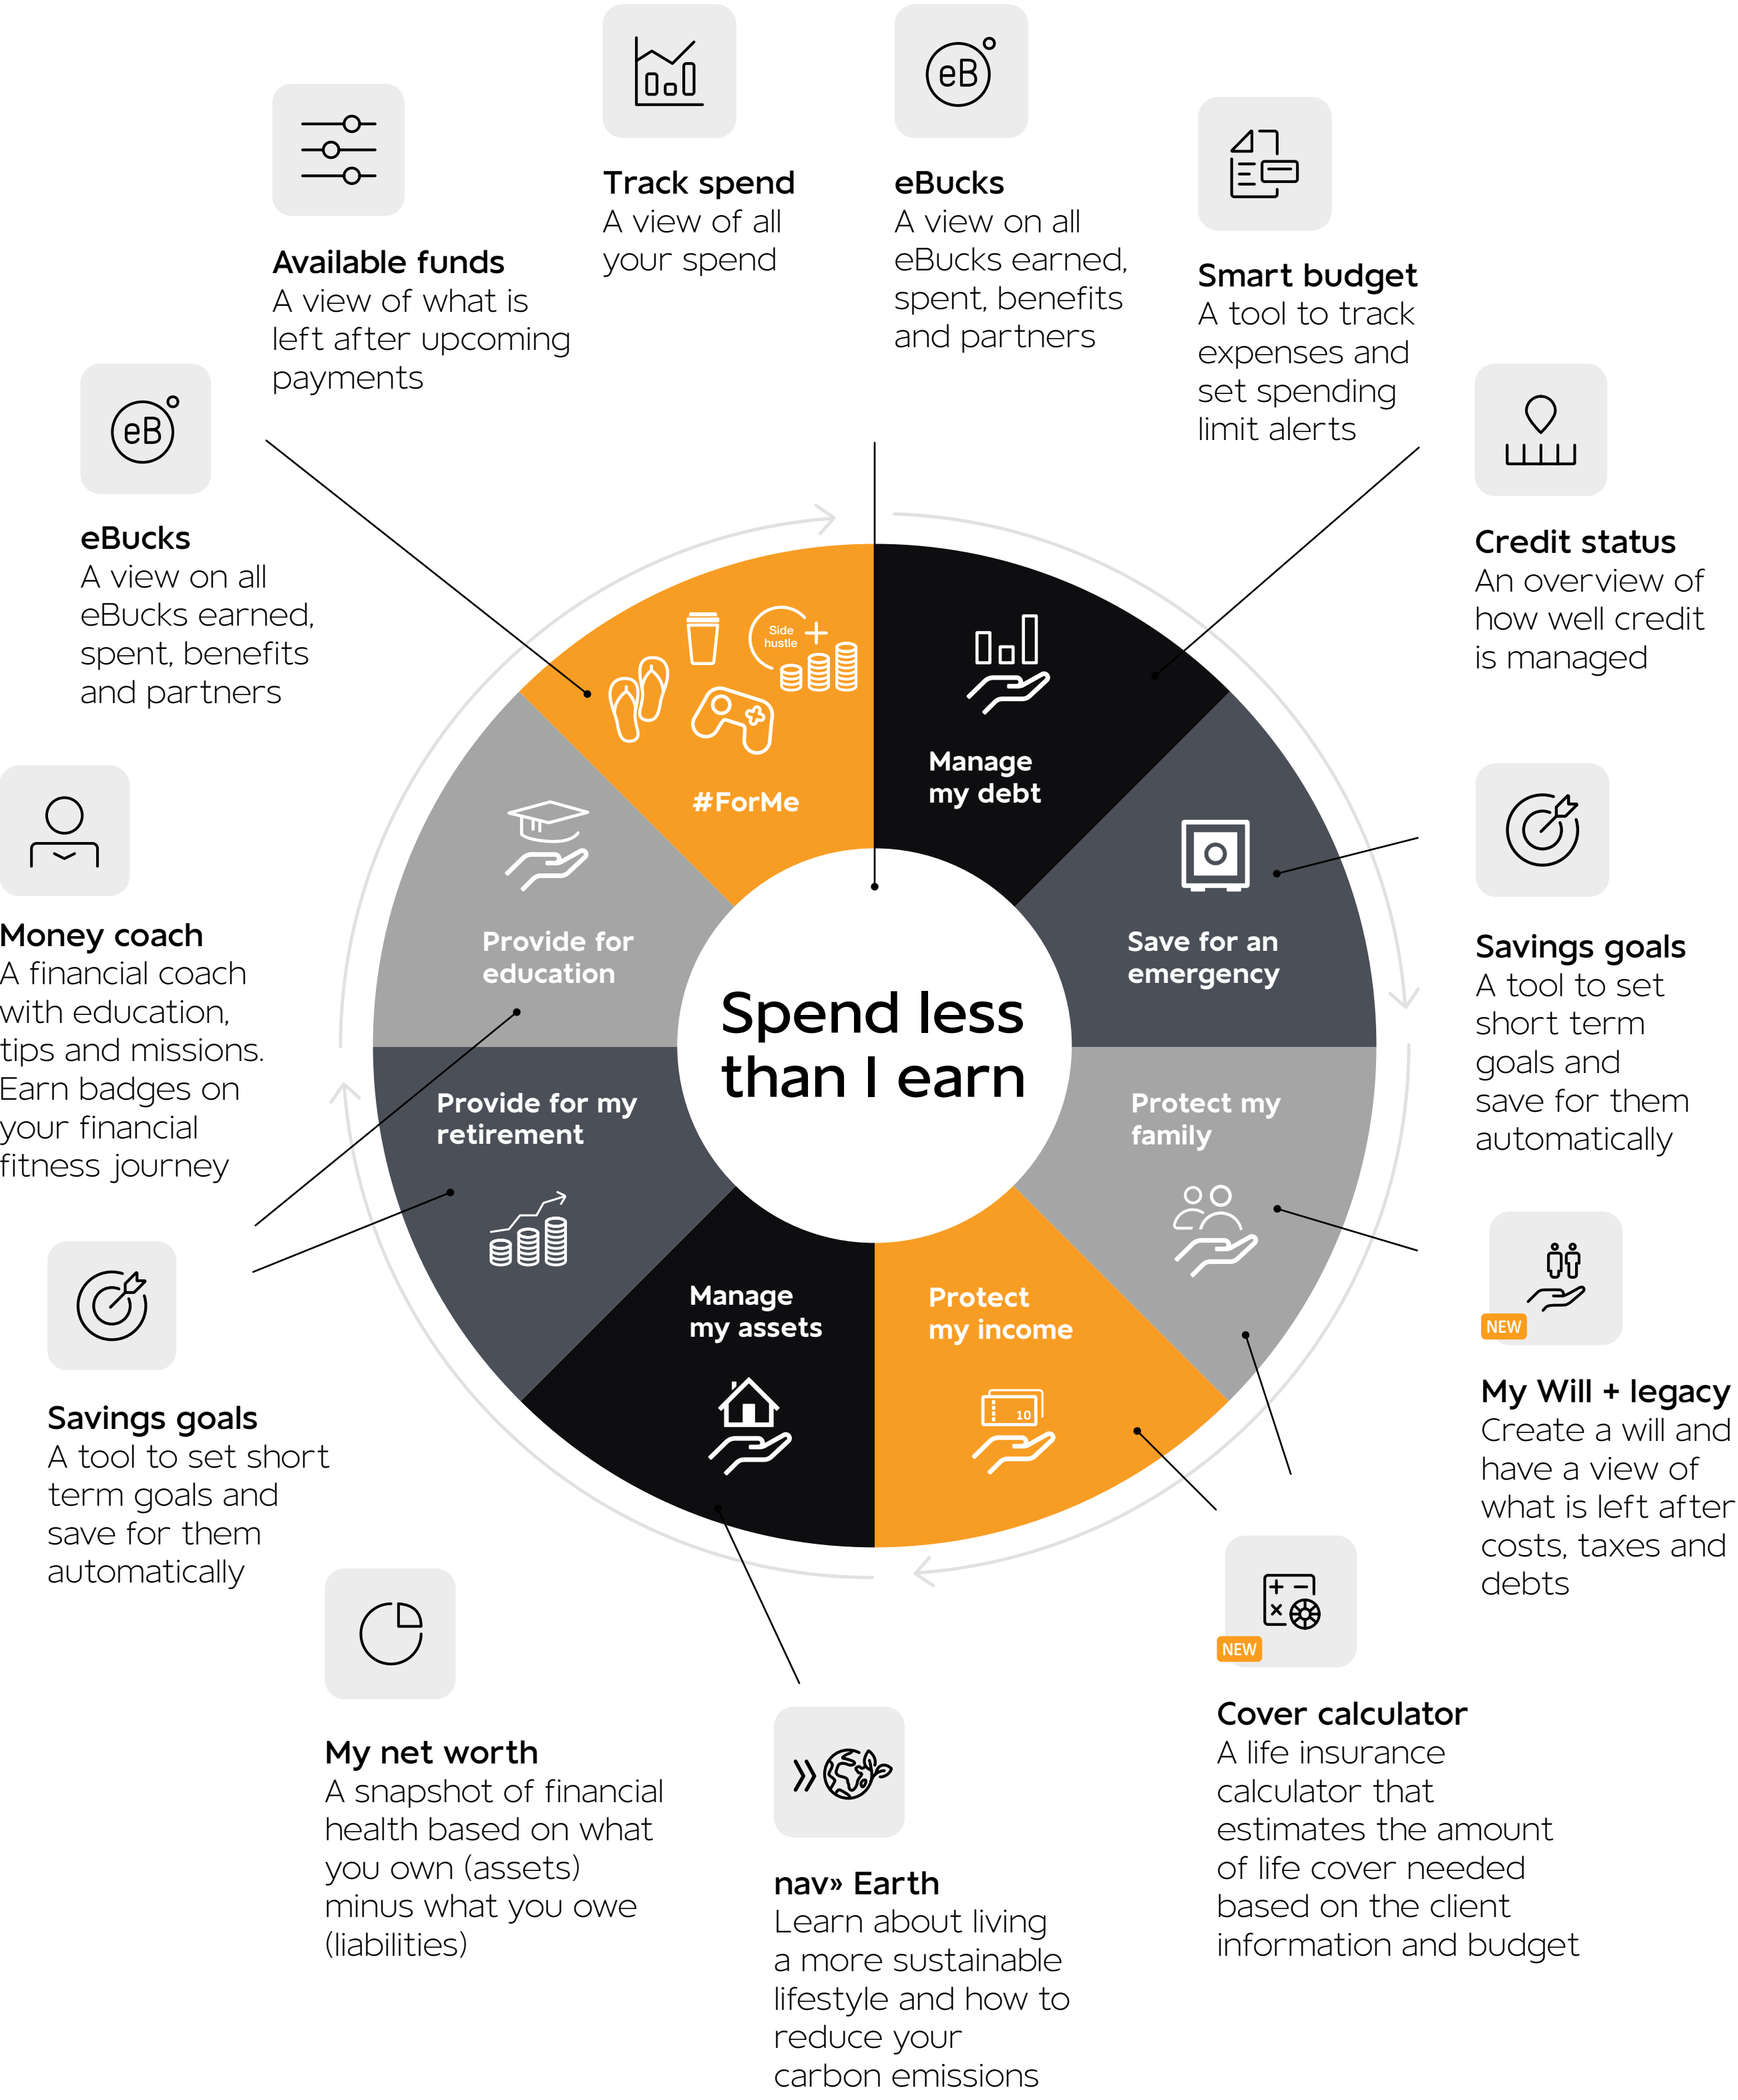 eB
Track spend
A view of all
your spend
eBucks
A view on all
eBucks earned,
spent, benefits
and partners
Available funds
A view of what is
left after upcoming
payments
Smart budget
A tool to track
expenses and
set spending
limit alerts
eB
eBucks
A view on all
eBucks earned,
spent, benefits
and partners
Credit status
An overview of
how well credit
is managed
Side
hustle
#ForMe
Manage
my debt
Save for an
emergency
Protect my
family
10
Protect
my income
Manage
my assets
Provide for my
retirement
Provide for
education
Spend less
than I earn
Money coach
A financial coach
with education,
tips and missions.
Earn badges on
your financial
fitness journey
Savings goals
A tool to set
short term
goals and
save for them
automatically
NEW
My Will + legacy
Create a will and
have a view of
what is left after
costs, taxes and
debts
Savings goals
A tool to set short
term goals and
save for them
automatically
NEW
Cover calculator
A life insurance
calculator that
estimates the amount
of life cover needed
based on the client
information and budget
My net worth
A snapshot of financial
health based on what
you own (assets)
minus what you owe
(liabilities)
nav» Earth
Learn about living
a more sustainable
lifestyle and how to
reduce your
carbon emissions